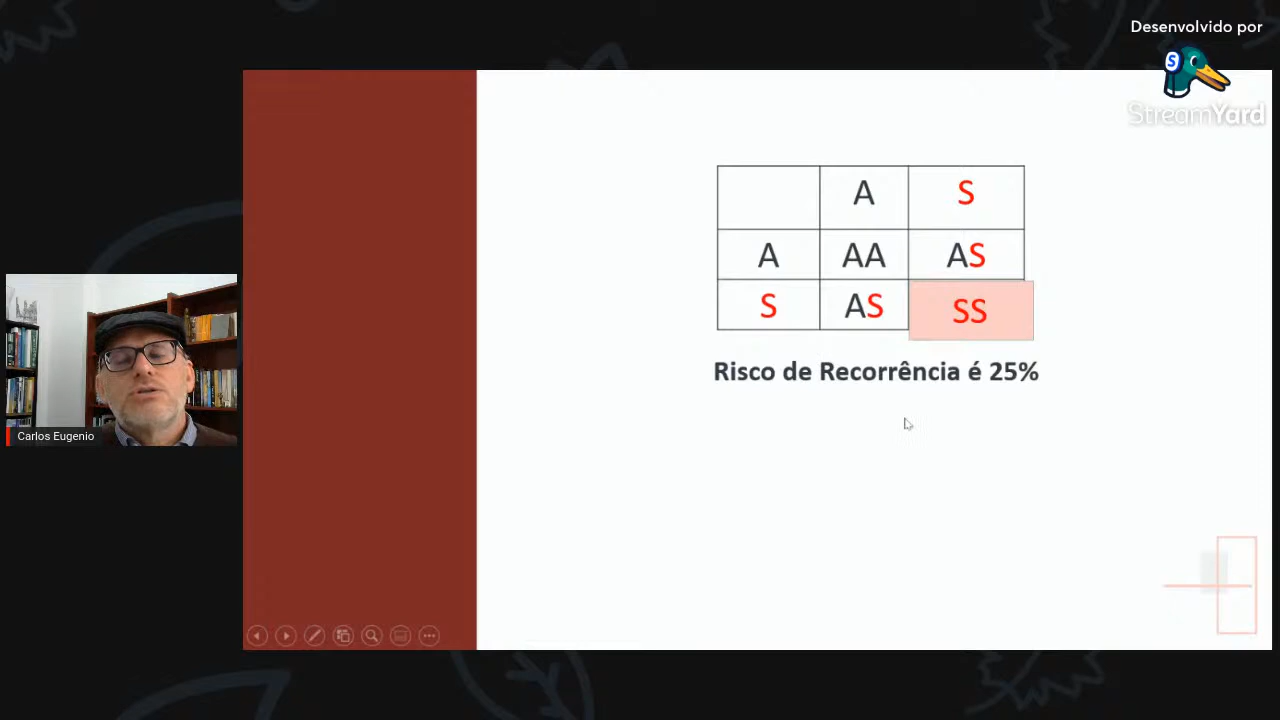 Desenvolvido por
S
StreamYard
A S
A AA AS
S AS SS
Risco de Recorrência é 25%
Carlos Eugenio